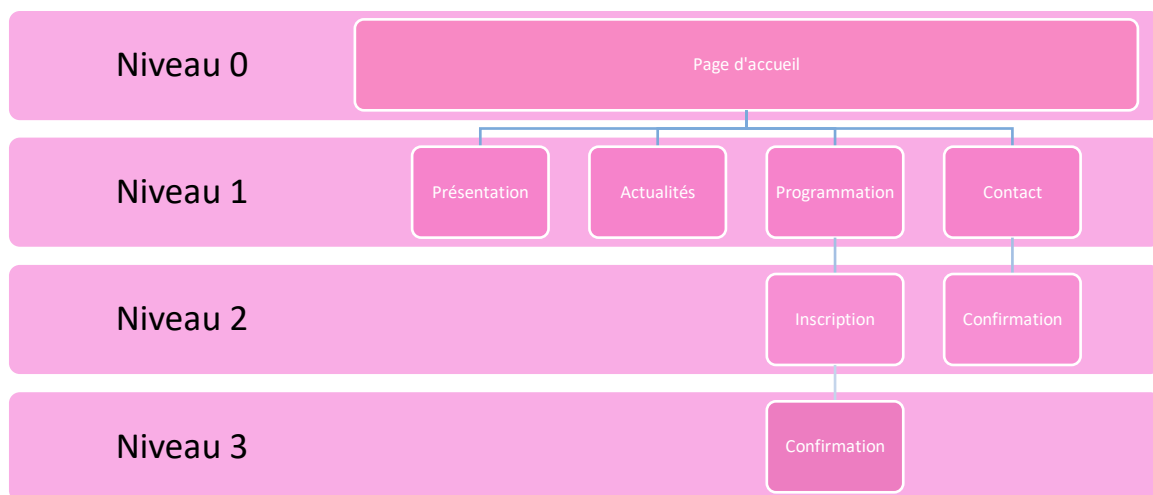 Niveau 0
Page d'accueil
Niveau 1
Présentation
Actualités
Programmation
Contact
Niveau 2
Inscription
Confirmation
Niveau 3
Confirmation